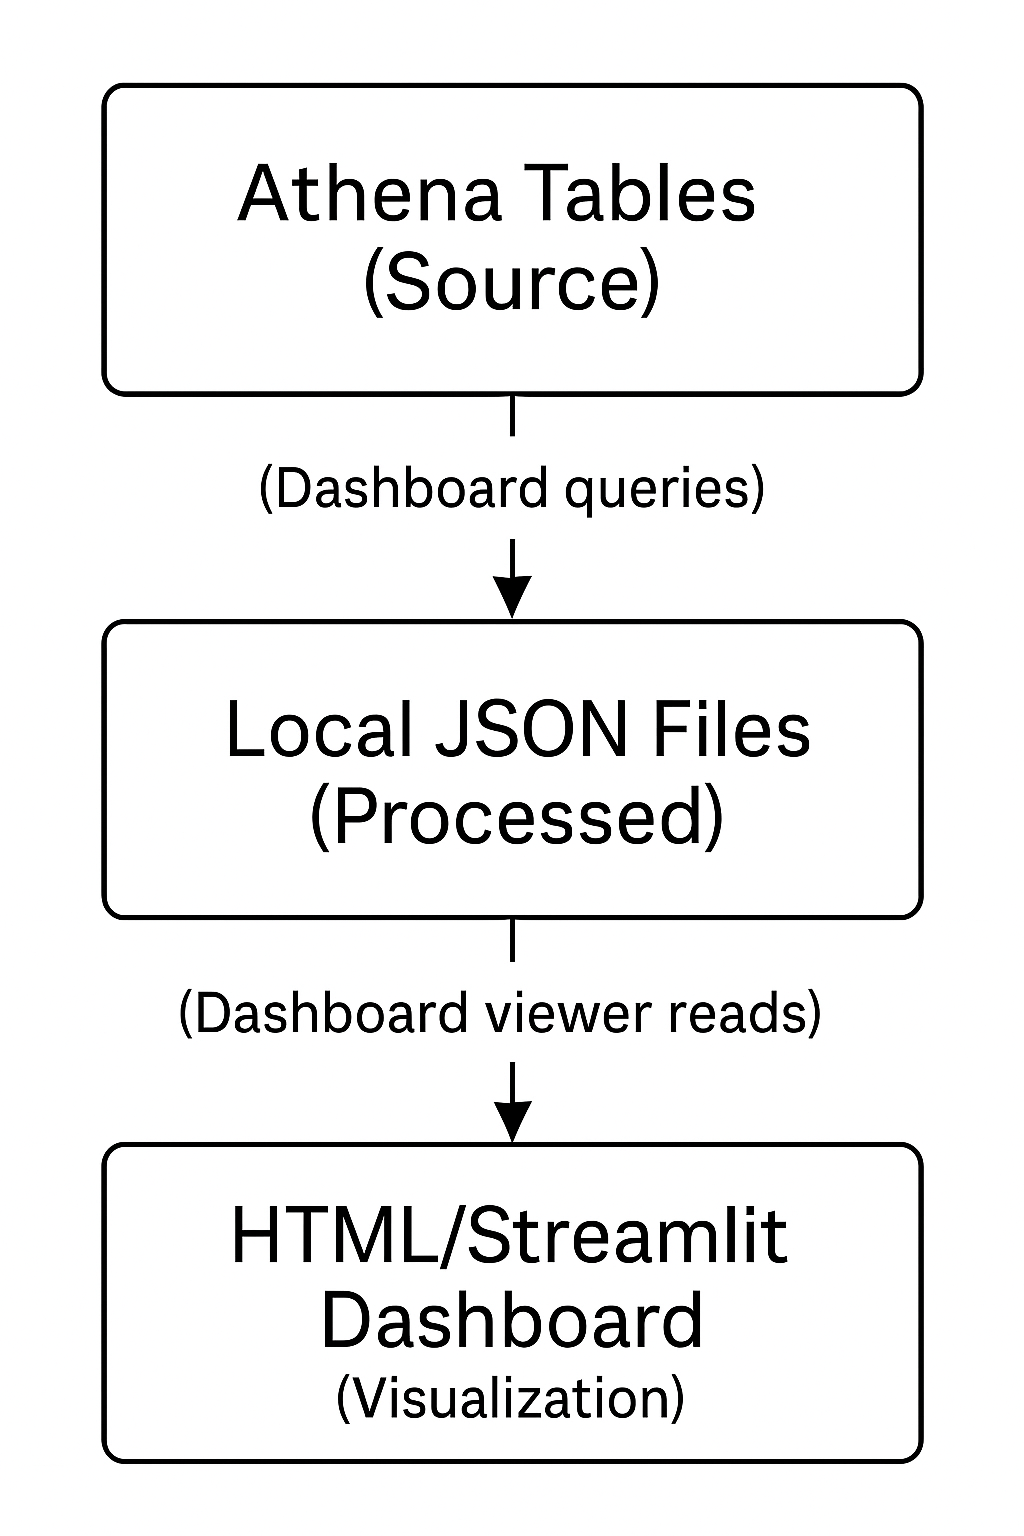 Athena Tables
(Source)
(Dashboard queries)
Local JSON Files
(Processed)
(Dashboard viewer reads)
HTML/Streamlit
Dashboard
(Visualization)